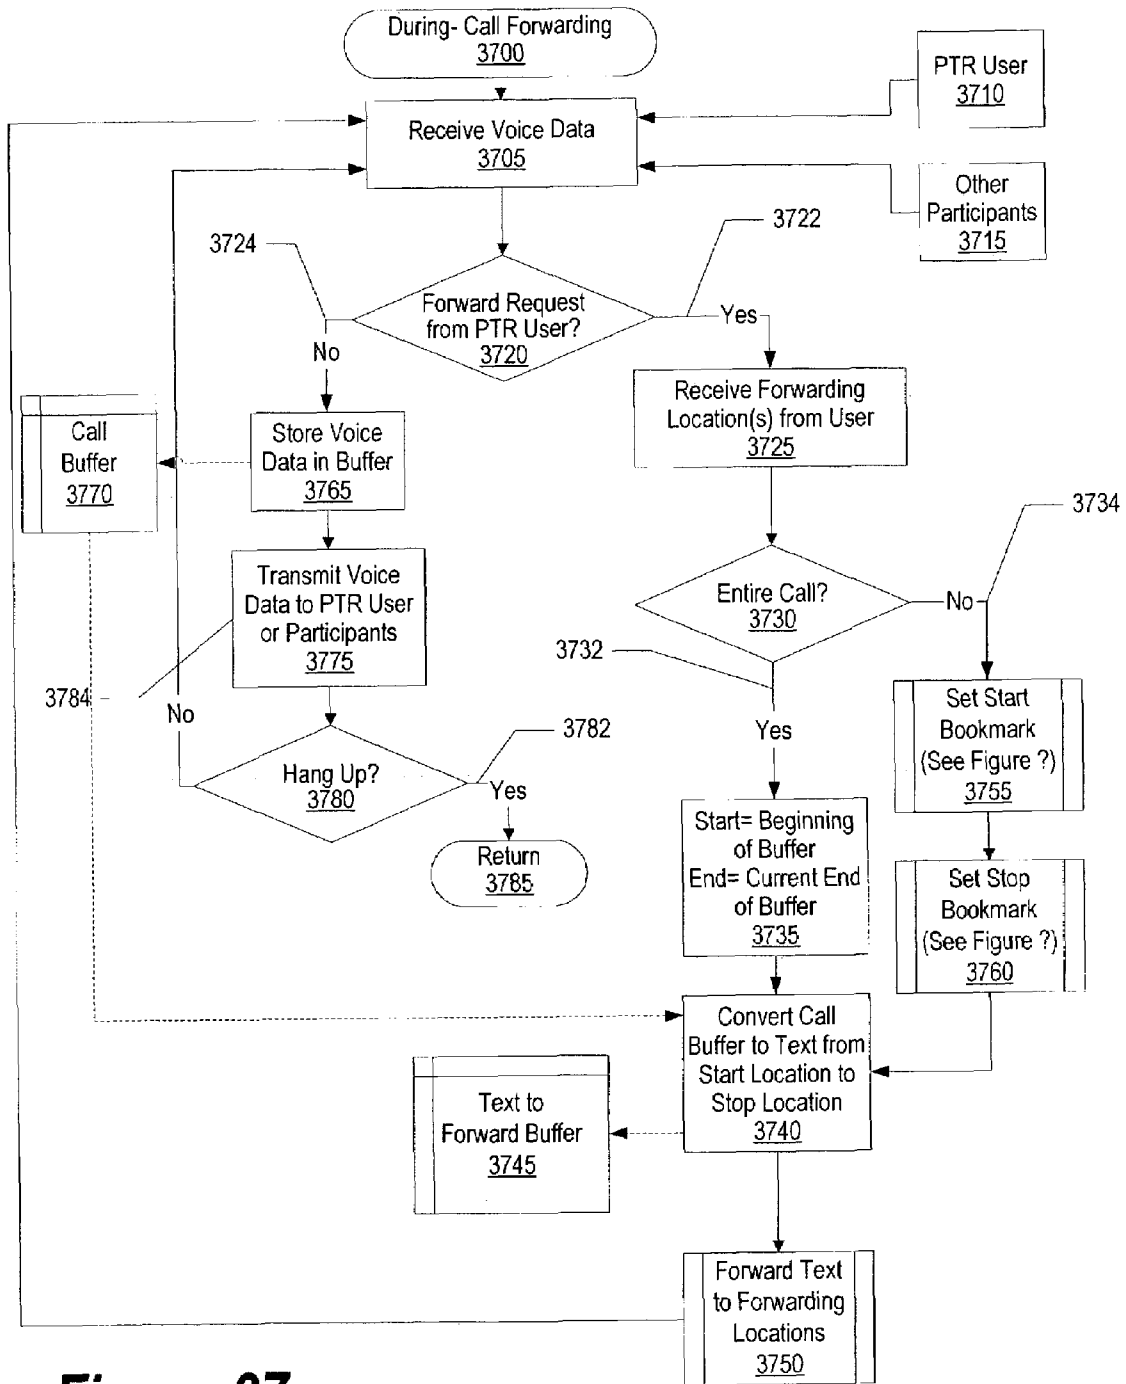 During- Call Forwarding
3700
PTR User
3710
Receive Voice Data
3705
Other
Participants
3715
3724
3722
Forward Request
from PTR User?
3720
Yes
No
Receive Forwarding
Location(s) from User
3725
Call
Buffer
3770
Store Voice
Data in Buffer
3765
3734
Transmit Voice
Data to PTR User
or Participants
3775
Entire Call?
3730
No
3732
3784
No
Yes
Set Start
Bookmark
(See Figure ?)
3755
3782
Hang Up?
3780
Yes
Return
3785
Start= Beginning
of Buffer
End= Current End
of Buffer
3735
Set Stop
Bookmark
(See Figure ?)
3760
Convert Call
Buffer to Text from
Start Location to
Stop Location
3740
Text to
Forward Buffer
3745
Forward Text
to Forwarding
Locations
3750
Figure 37